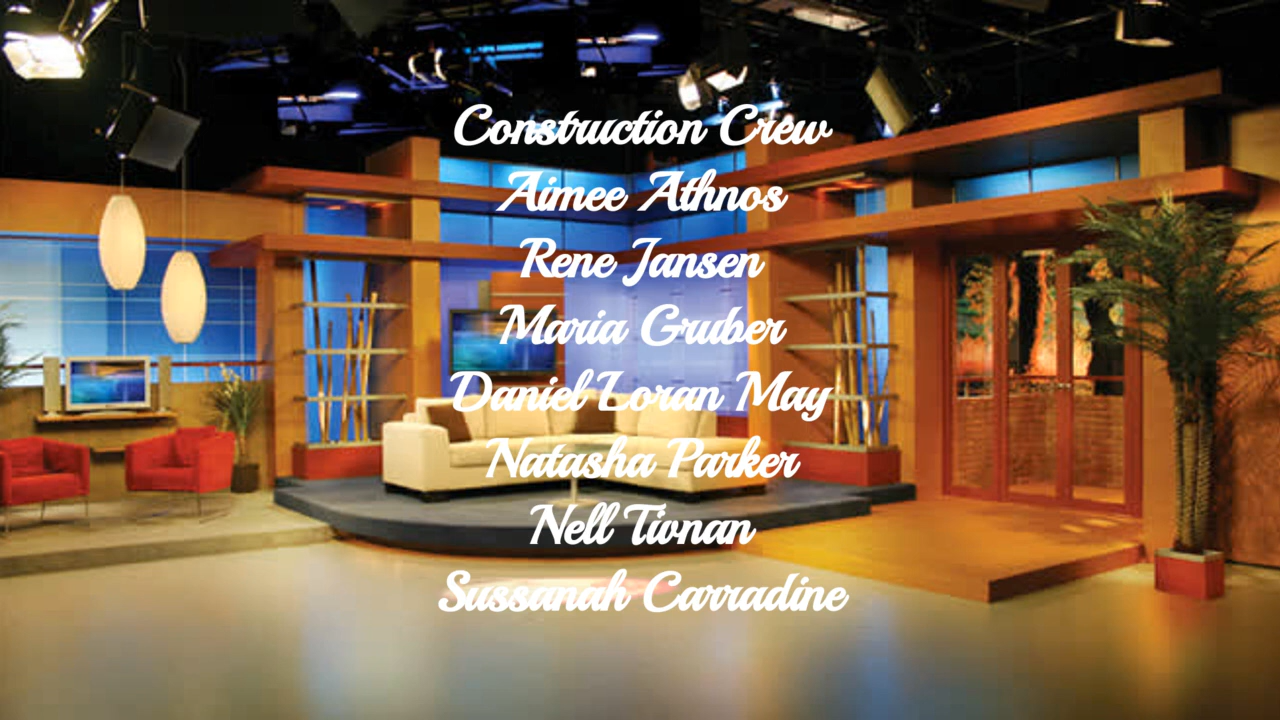 Construction Crew
Aimee Athnos
Rene Jansen
Maria Gruber
Daniel Loran May
Natasha Parker
Nell Tivnan
Sussanah Carradine